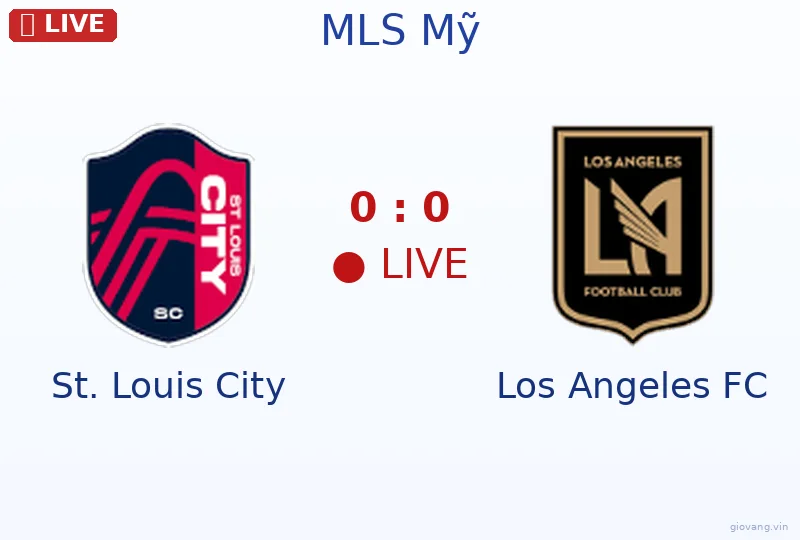 LIVE
MLS Mỹ
ST LOUIS
CITY
SC
0 : 0
● LIVE
LOS ANGELES
LA
FOOTBALL CLUB
St. Louis City
Los Angeles FC
giovang.vin